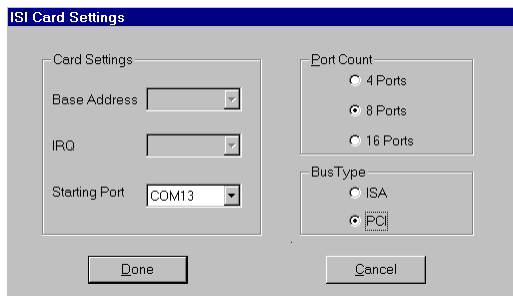 ISI Card Settings
Card Settings
Base Address
IRQ
Starting Port COM13
Port Count
4 Ports
8 Ports
16 Ports
BusType
ISA
PCI
Done
Cancel